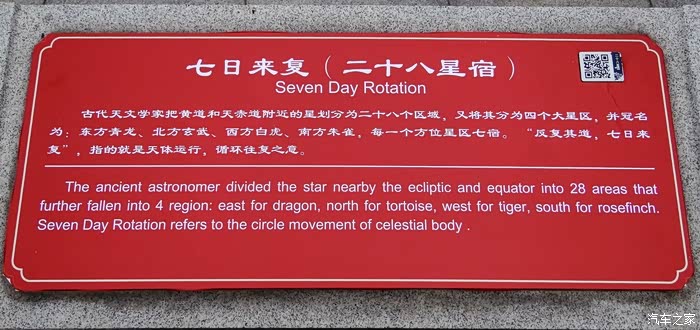 七日来复（二十八星宿）
Seven Day Rotation
古代天文学家把黄道和天赤道附近的星划分为二十八个区域，又将其分为四个大星区，并冠名
为：东方青龙、北方玄武、西方白虎、南方朱雀，每一个方位星区七宿。“反复其道，七日来
复”，指的就是天体运行，循环往复之意。
The ancient astronomer divided the star nearby the ecliptic and equator into 28 areas that
further fallen into 4 region: east for dragon, north for tortoise, west for tiger, south for rosefinch.
Seven Day Rotation refers to the circle movement of celestial body .
汽车之家